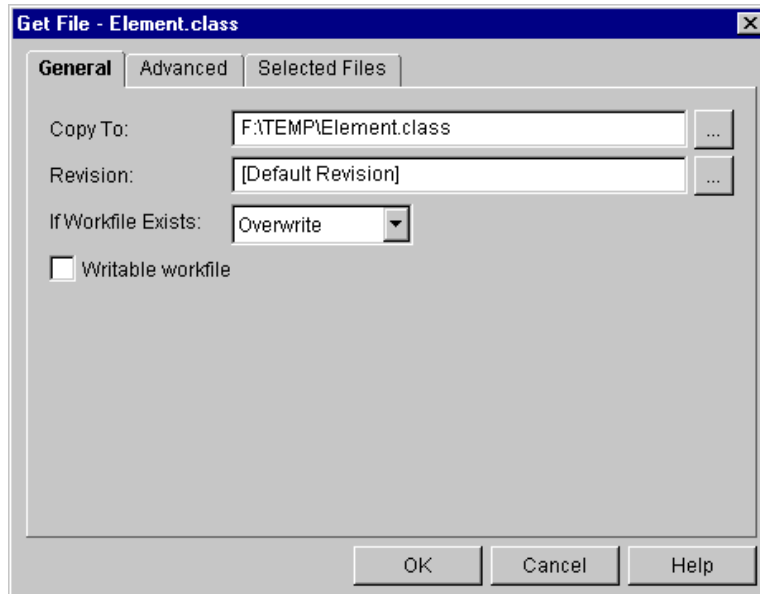 Get File - Element.class
General Advanced Selected Files
Copy To: F:\TEMP\Element.class ...
Revision: [Default Revision] ...
If Workfile Exists: Overwrite
Writable workfile
OK Cancel Help